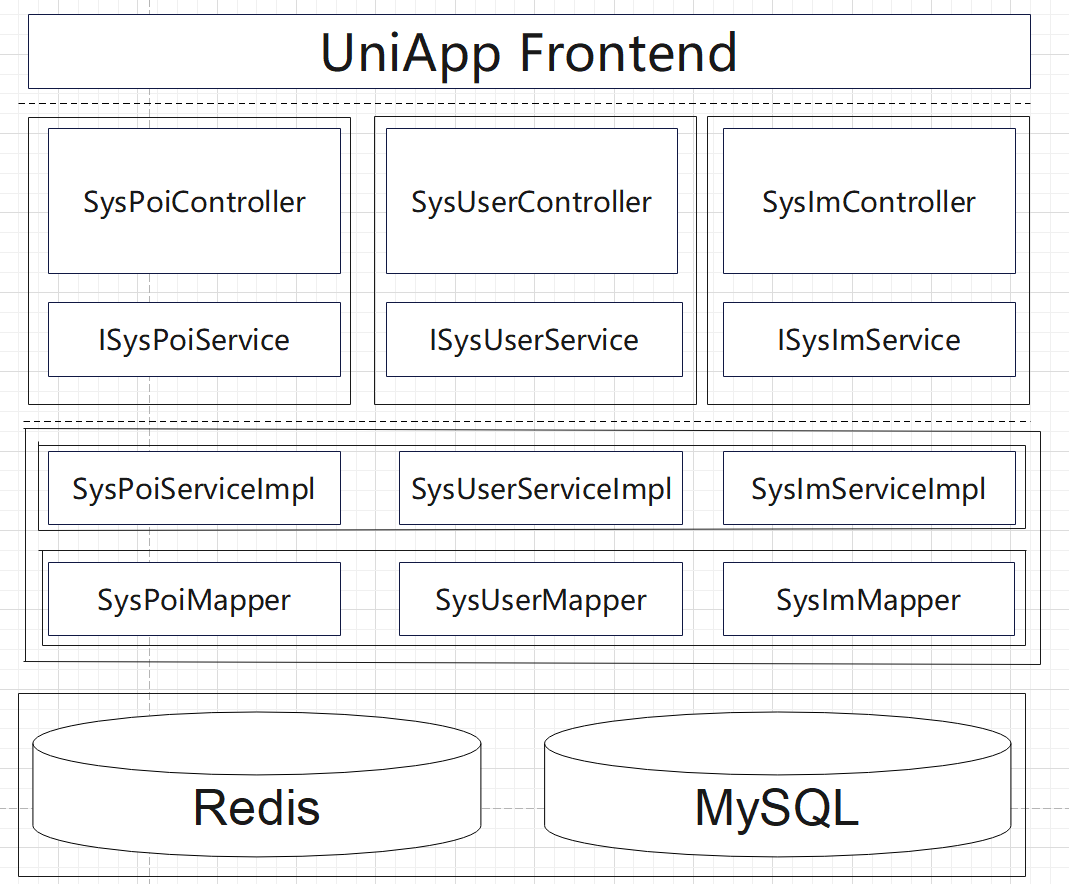 UniApp Frontend
SysPoiController
SysUserController
SysImController
ISysPoiService
ISysUserService
ISysImService
SysPoiServiceImpl
SysUserServiceImpl
SysImServiceImpl
SysPoiMapper
SysUserMapper
SysImMapper
Redis
MySQL